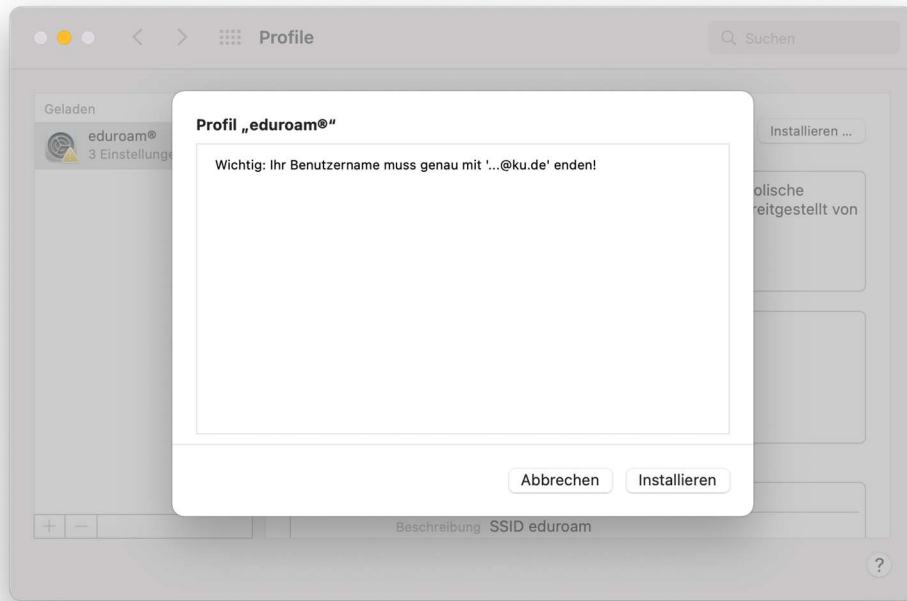 Profile
Suchen
Geladen
eduroam®
3 Einstellunge
Installieren ...
olische
reitgestellt von
Profil „eduroam®“
Wichtig: Ihr Benutzername muss genau mit '...@ku.de' enden!
Abbrechen
Installieren
Beschreibung SSID eduroam
?